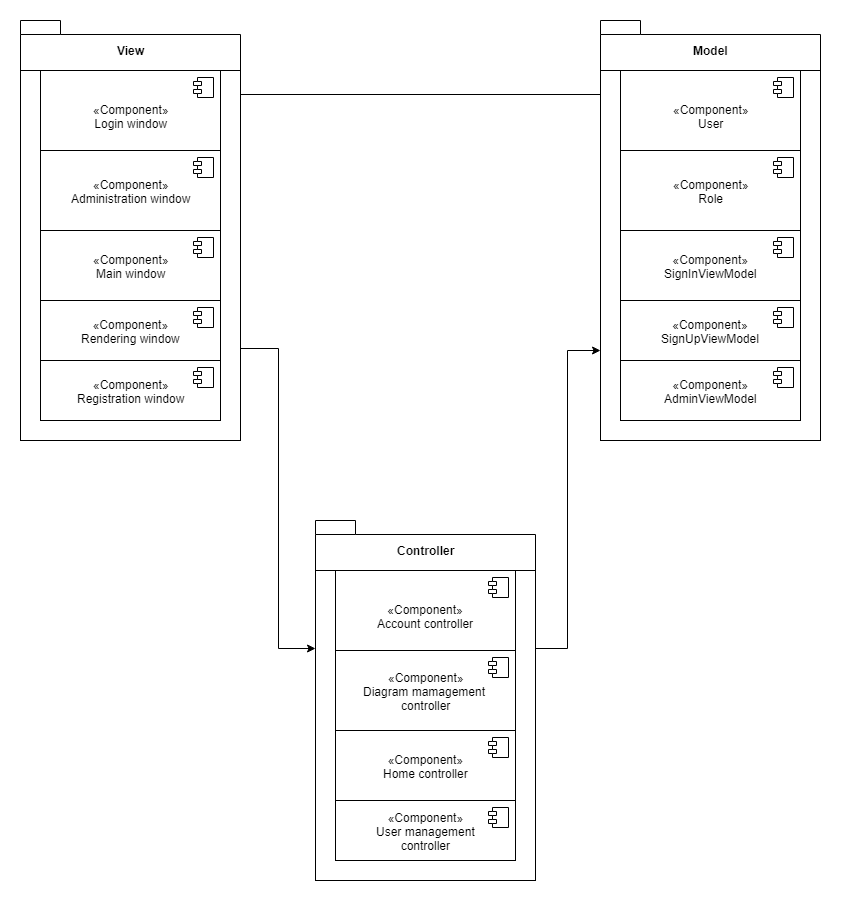 View
«Component»
Login window
«Component»
Administration window
«Component»
Main window
«Component»
Rendering window
«Component»
Registration window
Model
«Component»
User
«Component»
Role
«Component»
SignInViewModel
«Component»
SignUpViewModel
«Component»
AdminViewModel
Controller
«Component»
Account controller
«Component»
Diagram mamagement
controller
«Component»
Home controller
«Component»
User management
controller